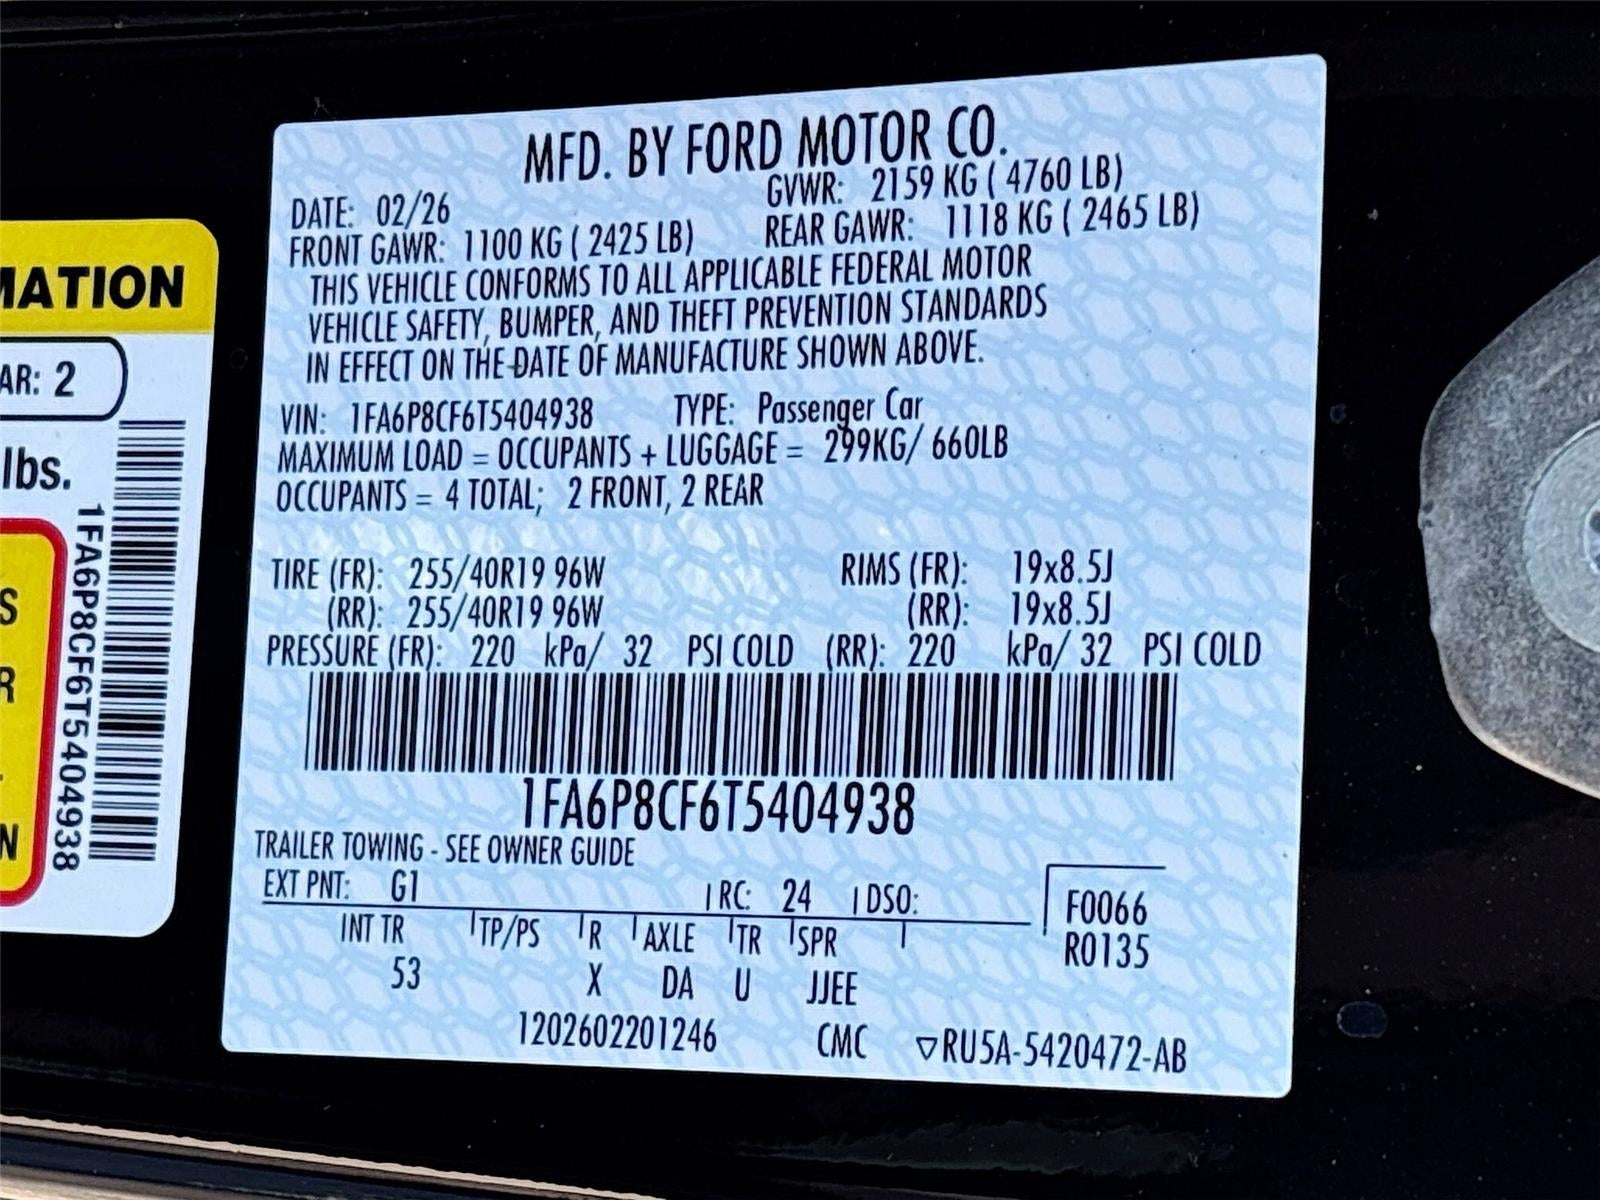 MATION
AR: 2
lbs.
S
R
N
1FA6P8CF6T5404938
MFD. BY FORD MOTOR CO.
DATE: 02/26 GVWR: 2159 KG ( 4760 LB)
FRONT GAWR: 1100 KG ( 2425 LB) REAR GAWR: 1118 KG ( 2465 LB)
THIS VEHICLE CONFORMS TO ALL APPLICABLE FEDERAL MOTOR
VEHICLE SAFETY, BUMPER, AND THEFT PREVENTION STANDARDS
IN EFFECT ON THE DATE OF MANUFACTURE SHOWN ABOVE.
VIN: 1FA6P8CF6T5404938 TYPE: Passenger Car
MAXIMUM LOAD = OCCUPANTS + LUGGAGE = 299KG/ 660LB
OCCUPANTS = 4 TOTAL; 2 FRONT, 2 REAR
TIRE (FR): 255/40R19 96W RIMS (FR): 19x8.5J
(RR): 255/40R19 96W (RR): 19x8.5J
PRESSURE (FR): 220 kPa/ 32 PSI COLD (RR): 220 kPa/ 32 PSI COLD
1FA6P8CF6T5404938
TRAILER TOWING - SEE OWNER GUIDE
EXT PNT: G1 RC: 24 DSO: F0066
INT TR TP/PS R AXLE TR SPR R0135
53 X DA U JJEE
1202602201246 CMC ▽RU5A-5420472-AB